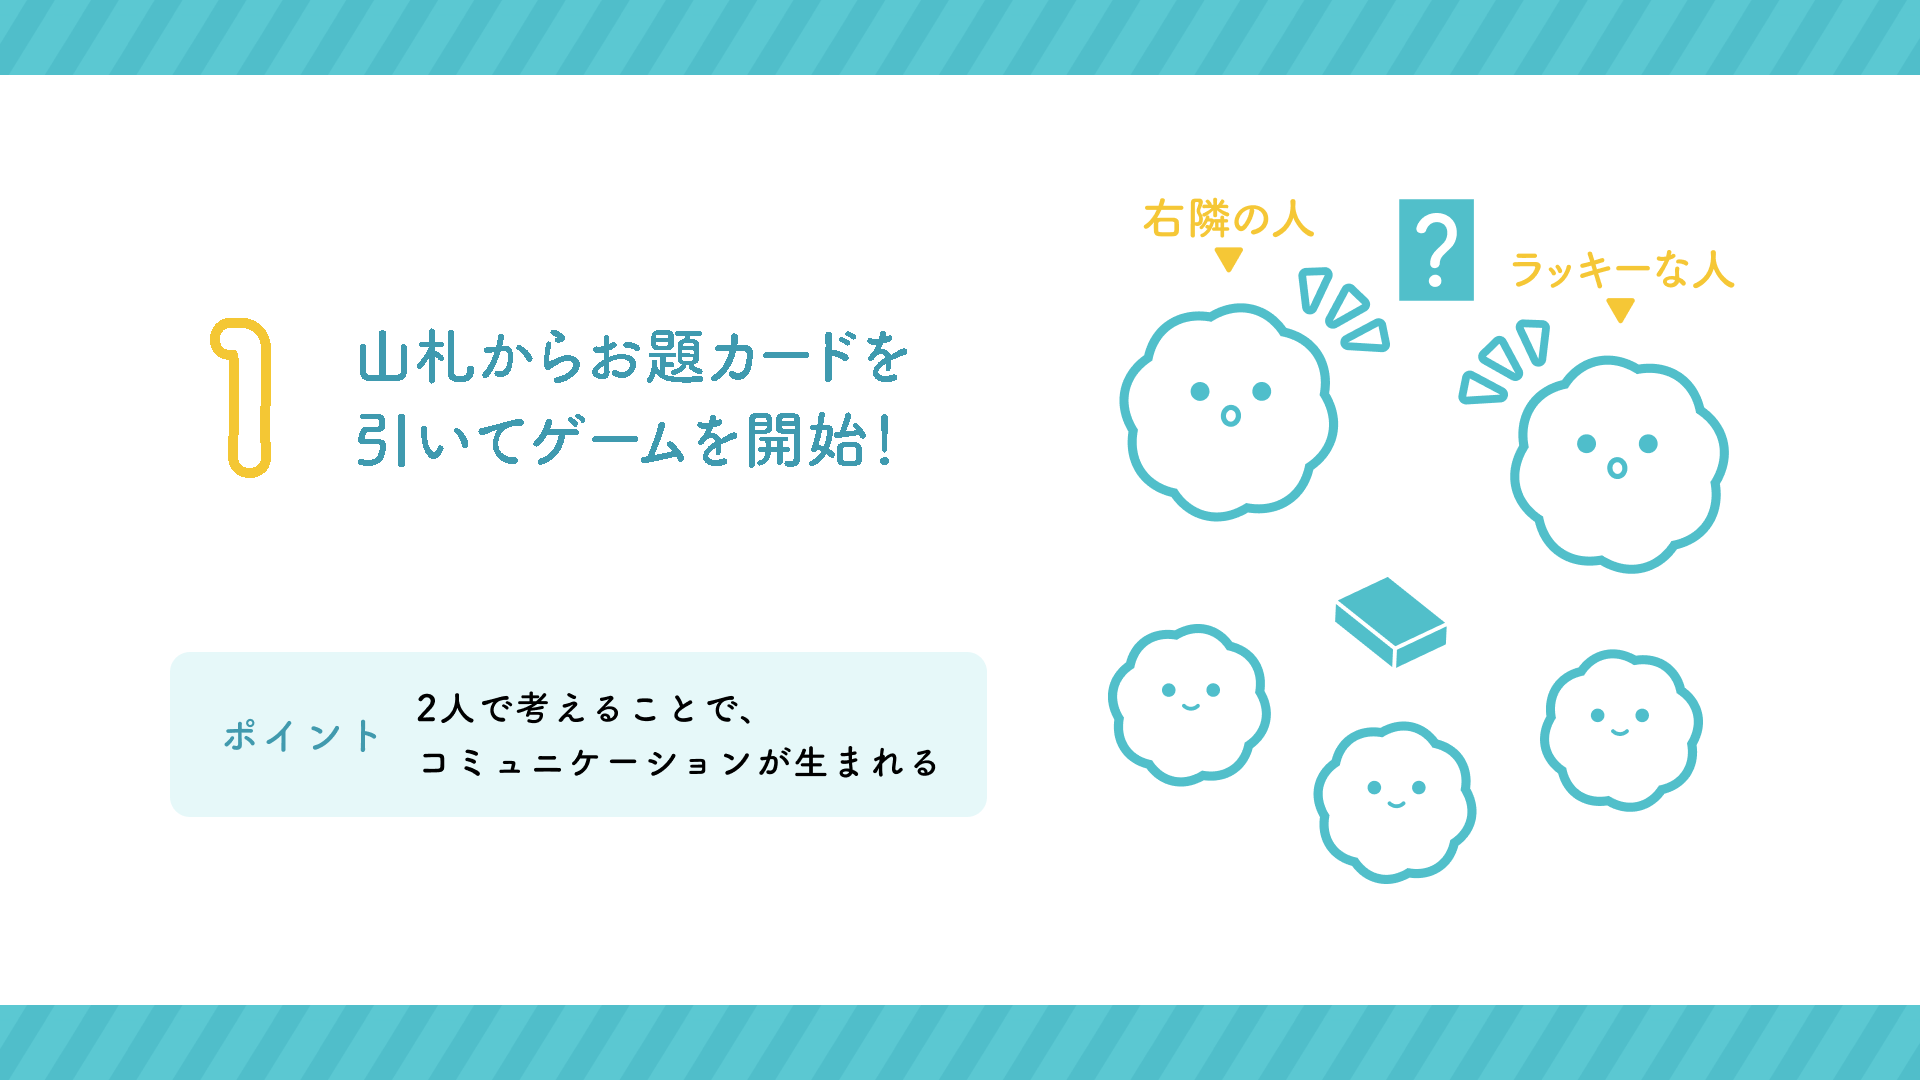 1
山札からお題カードを
引いてゲームを開始！
ポイント
2人で考えることで、
コミュニケーションが生まれる
右隣の人
?
ラッキーな人